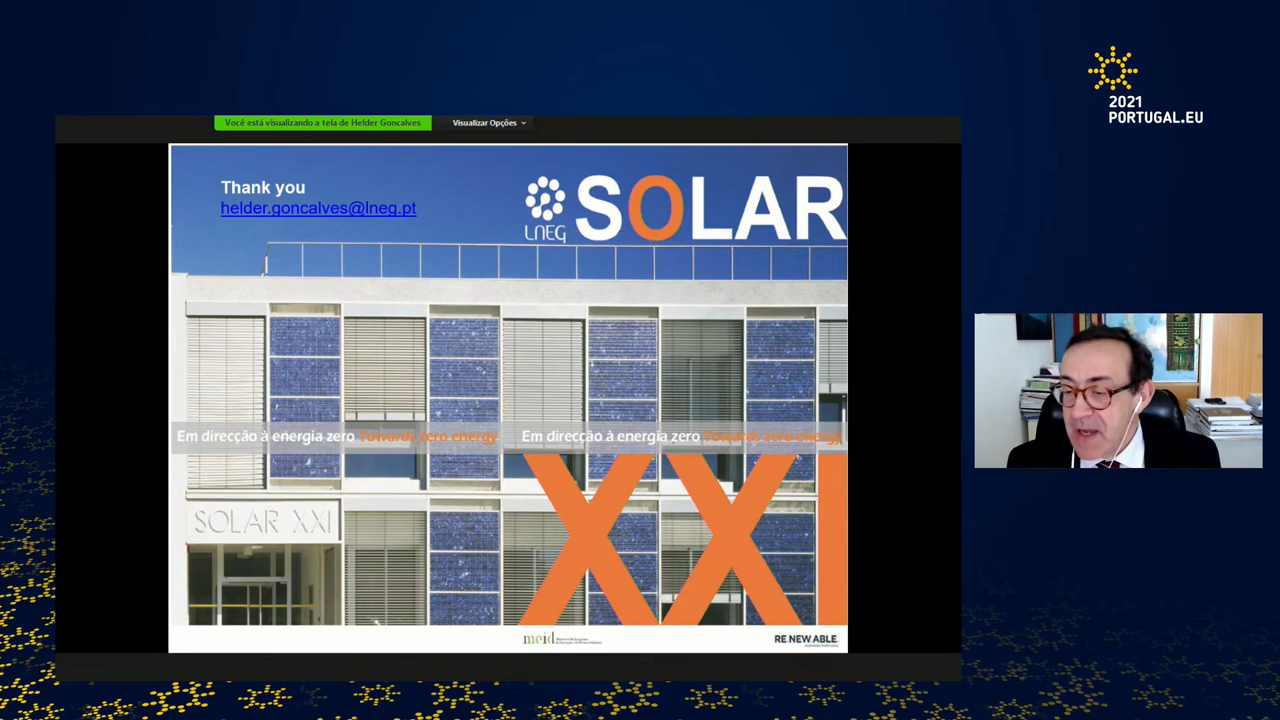 2021
PORTUGAL.EU
Você está visualizando a tela de Helder Goncalves
Visualizar Opções
Thank you
helder.goncalves@lneg.pt
LNEG
SOLAR
Em direcção à energia zero Towards zero energy
Em direcção à energia zero Towards zero energy
XXI
SOLAR XXI
meid
RE NEW ABLE